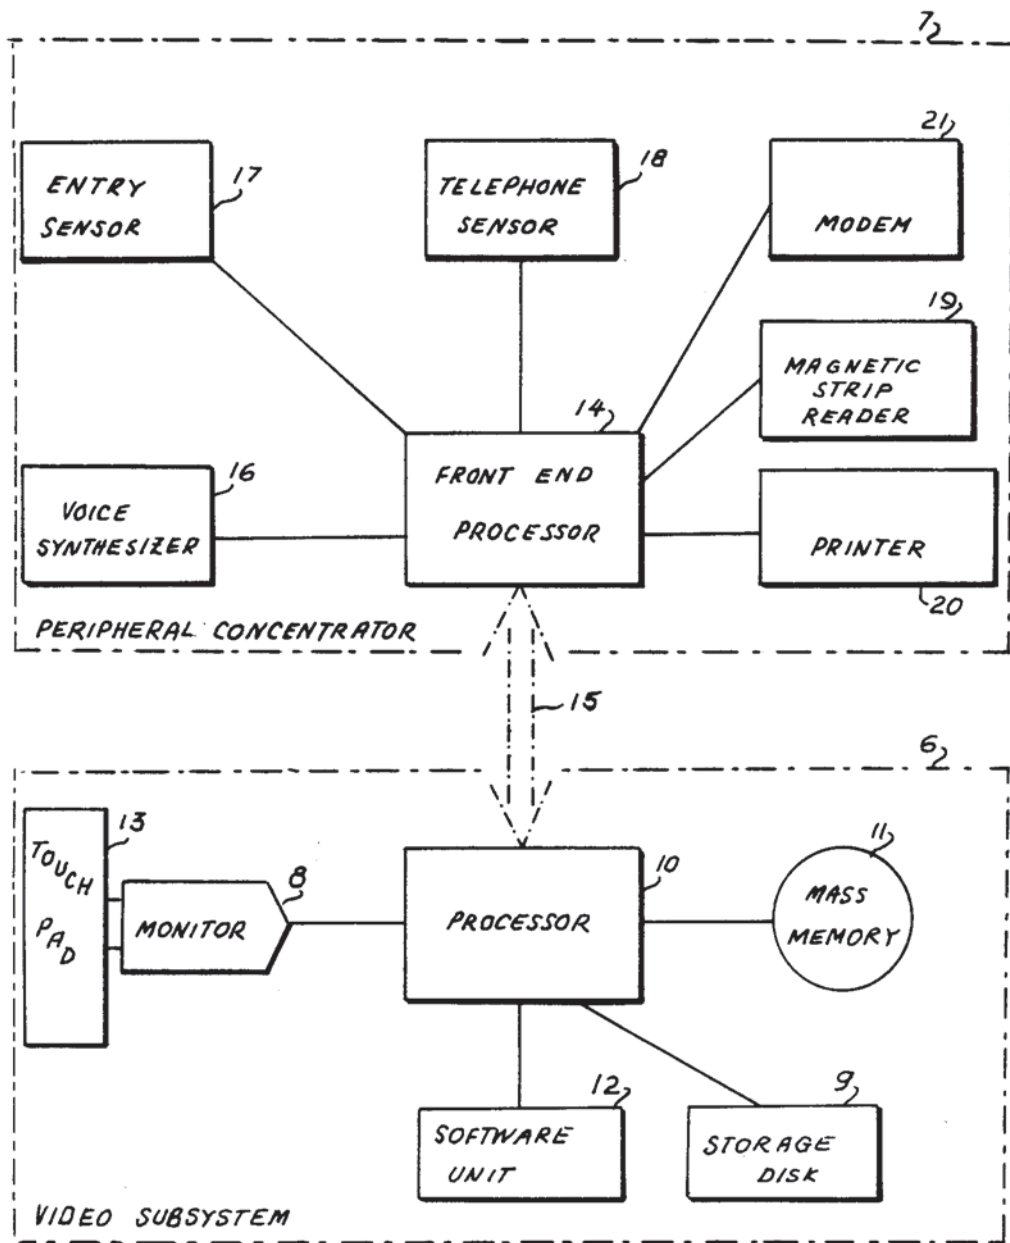 7
21
ENTRY
SENSOR
17
TELEPHONE
SENSOR
18
MODEM
19
MAGNETIC
STRIP
READER
14
16
VOICE
SYNTHESIZER
FRONT END
PROCESSOR
PRINTER
20
PERIPHERAL CONCENTRATOR
15
6
13
TOUCH
PAD
8
MONITOR
10
PROCESSOR
11
MASS
MEMORY
12
SOFTWARE
UNIT
9
STORAGE
DISK
VIDEO SUBSYSTEM